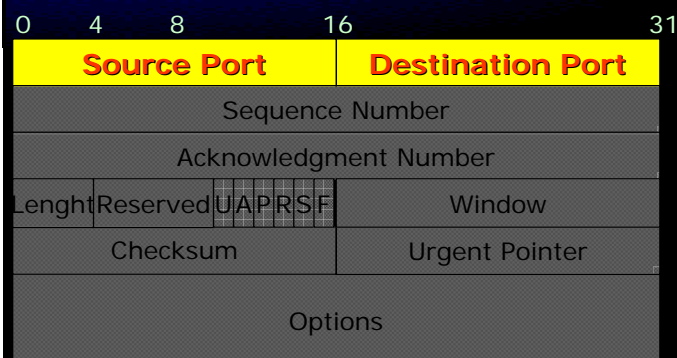 0 4 8 16 31
Source Port Destination Port
Sequence Number
Acknowledgment Number
Lenght Reserved U A P R S F Window
Checksum Urgent Pointer
Options